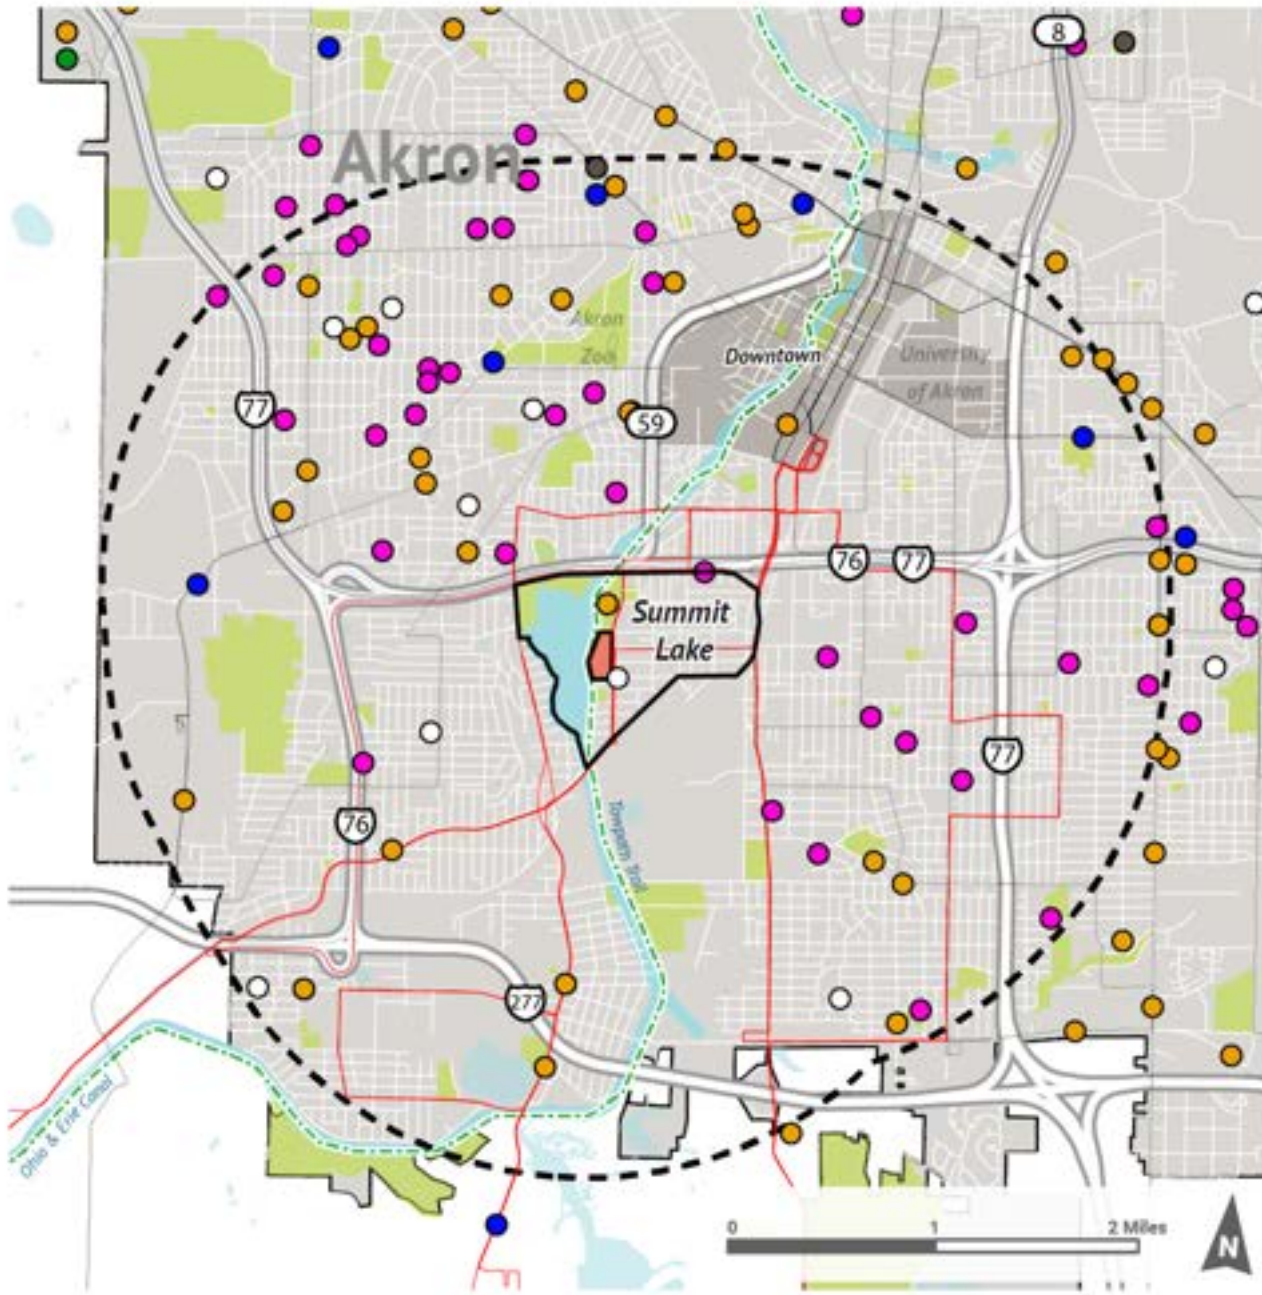 8
Akron
Akron
Zoo
Downtown
University
of Akron
77
59
76
77
Summit
Lake
77
76
Towpath Trail
277
Ohio & Erie Canal
0 1 2 Miles
N